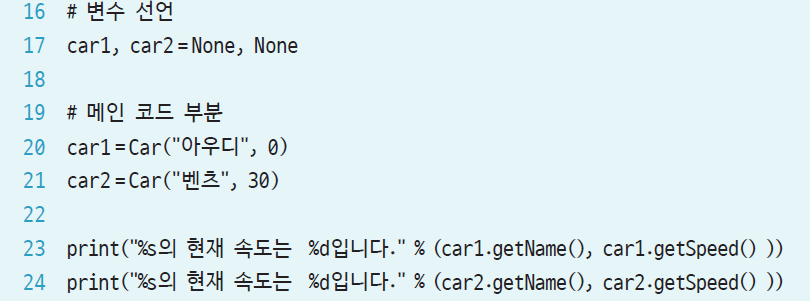 16 # 변수 선언
17 car1, car2=None, None
18
19 # 메인 코드 부분
20 car1=Car("아우디", 0)
21 car2=Car("벤츠", 30)
22
23 print("%s의 현재 속도는 %d입니다." % (car1.getName(), car1.getSpeed() ))
24 print("%s의 현재 속도는 %d입니다." % (car2.getName(), car2.getSpeed() ))